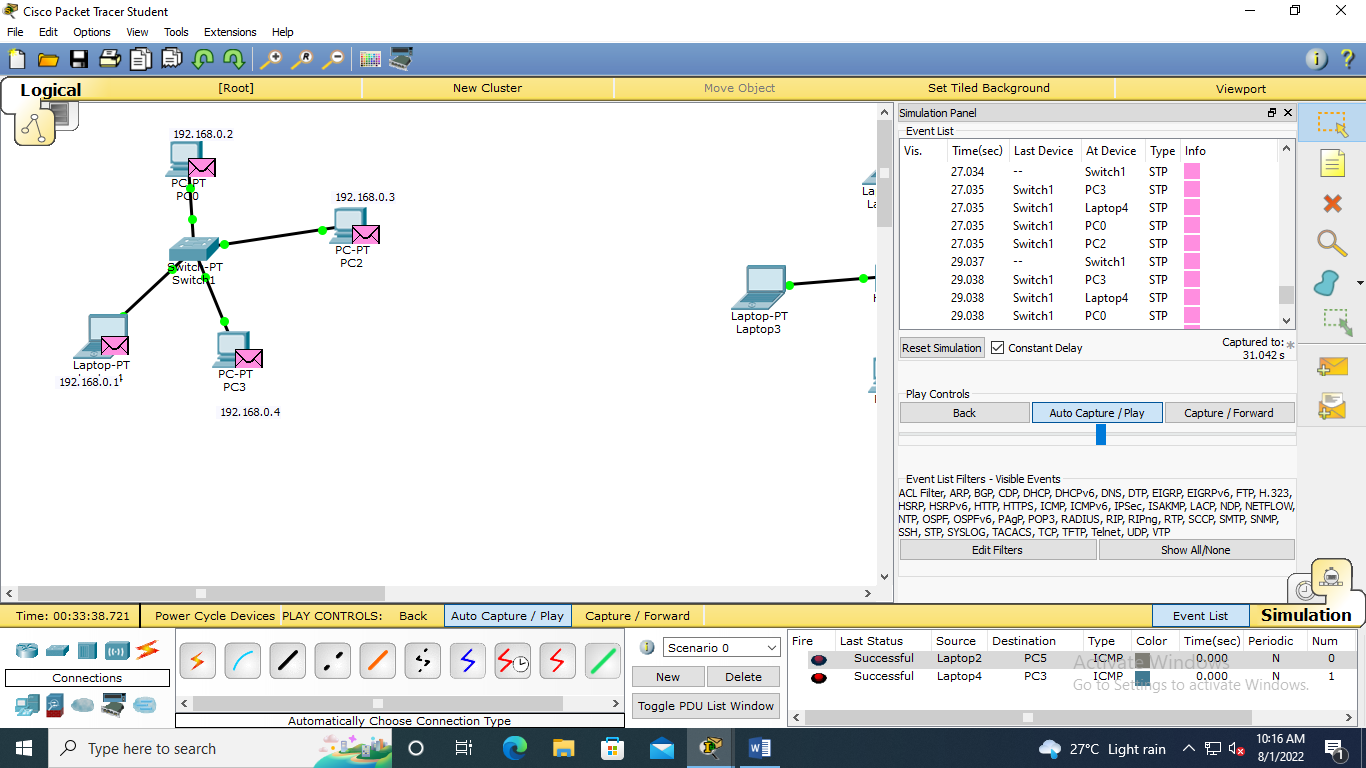 Cisco Packet Tracer Student
File Edit Options View Tools Extensions Help
Logical [Root] New Cluster Move Object Set Tiled Background Viewport
192.168.0.2
PC-PT
PC0
192.168.0.3
PC-PT
PC2
Switch-PT
Switch1
Laptop-PT
192.168.0.1
PC-PT
PC3
192.168.0.4
Laptop-PT
Laptop3
La
La
Simulation Panel
Event List
Vis. Time(sec) Last Device At Device Type Info
27.034 -- Switch1 STP
27.035 Switch1 PC3 STP
27.035 Switch1 Laptop4 STP
27.035 Switch1 PC0 STP
27.035 Switch1 PC2 STP
29.037 -- Switch1 STP
29.038 Switch1 PC3 STP
29.038 Switch1 Laptop4 STP
29.038 Switch1 PC0 STP
Reset Simulation Constant Delay Captured to: *
31.042 s
Play Controls
Back Auto Capture / Play Capture / Forward
Event List Filters - Visible Events
ACL Filter, ARP, BGP, CDP, DHCP, DHCPv6, DNS, DTP, EIGRP, EIGRPv6, FTP, H.323,
HSRP, HSRPv6, HTTP, HTTPS, ICMP, ICMPv6, IPSec, ISAKMP, LACP, NDP, NETFLOW,
NTP, OSPF, OSPFv6, PAgP, POP3, RADIUS, RIP, RIPng, RTP, SCCP, SMTP, SNMP,
SSH, STP, SYSLOG, TACACS, TCP, TFTP, Telnet, UDP, VTP
Edit Filters Show All/None
Time: 00:33:38.721 Power Cycle Devices PLAY CONTROLS: Back Auto Capture / Play Capture / Forward Event List Simulation
Connections
Automatically Choose Connection Type
Scenario 0
New Delete
Toggle PDU List Window
Fire Last Status Source Destination Type Color Time(sec) Periodic Num
Successful Laptop2 PC5 ICMP 0.000 N 0
Successful Laptop4 PC3 ICMP 0.000 N 1
Activate Windows
Go to Settings to activate Windows.
Type here to search
27°C Light rain
10:16 AM
8/1/2022
1